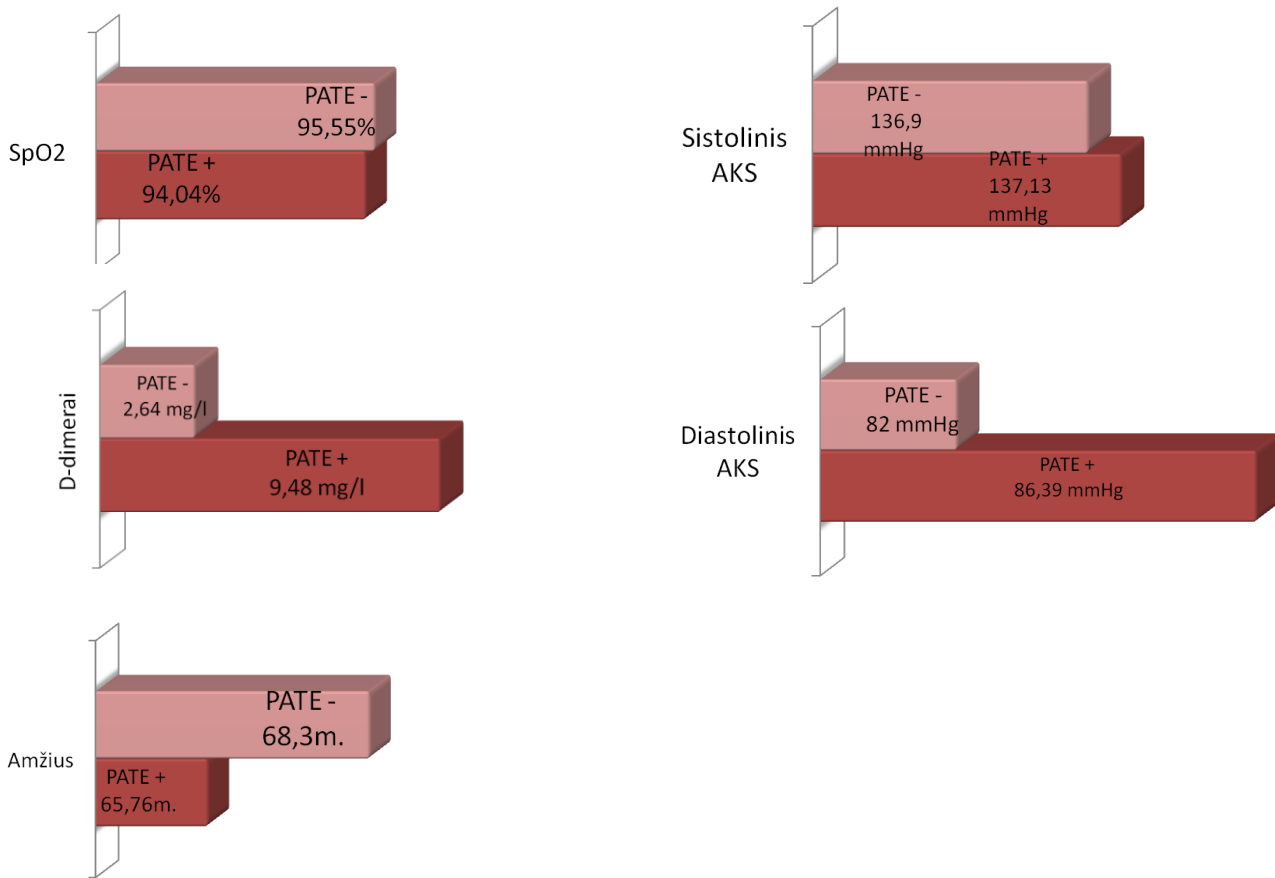 SpO2
PATE -
95,55%
PATE +
94,04%
Sistolinis
AKS
PATE -
136,9
mmHg
PATE +
137,13
mmHg
D-dimerai
PATE -
2,64 mg/l
PATE +
9,48 mg/l
Diastolinis
AKS
PATE -
82 mmHg
PATE +
86,39 mmHg
Amžius
PATE -
68,3m.
PATE +
65,76m.